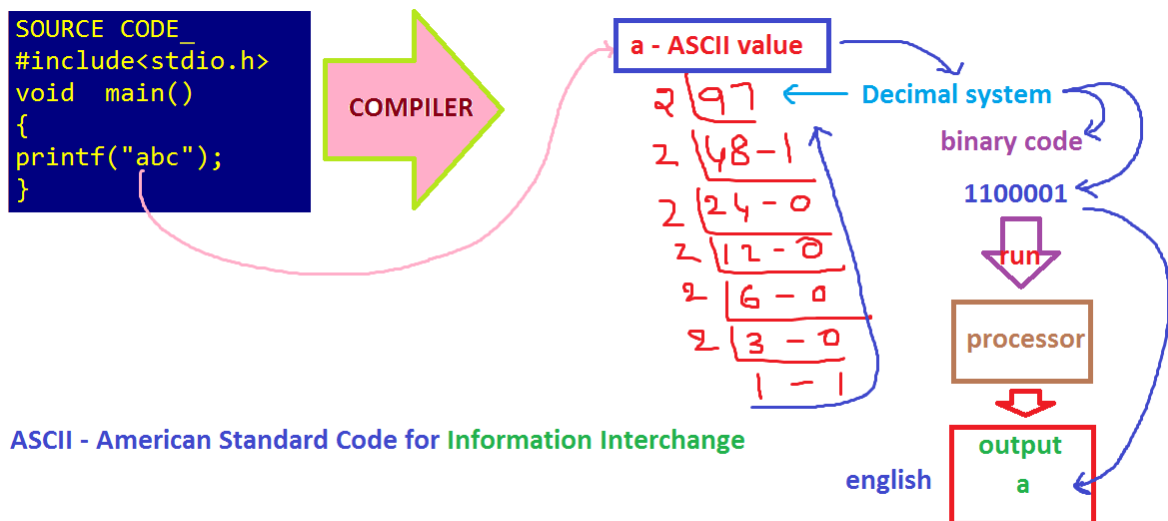 SOURCE CODE_
#include<stdio.h>
void main()
{
printf("abc");
}
COMPILER
a - ASCII value
2 97
2 48 - 1
2 24 - 0
2 12 - 0
2 6 - 0
2 3 - 0
1 - 1
Decimal system
binary code
1100001
run
processor
output
a
english
ASCII - American Standard Code for Information Interchange